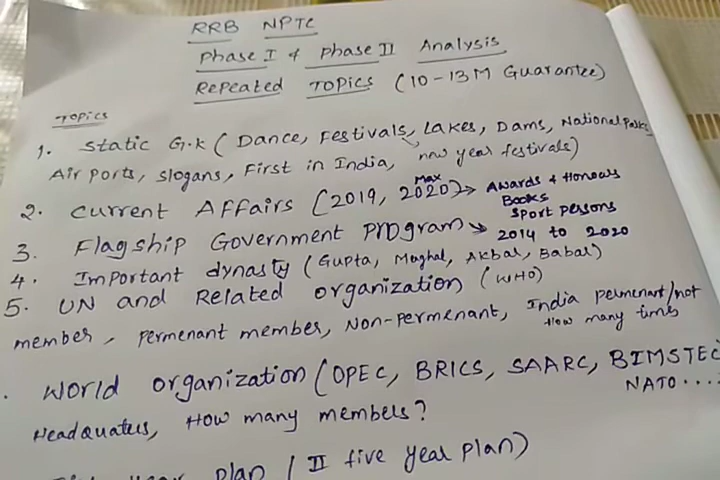 RRB NPTC
Phase I & Phase II Analysis
Repeated Topics (10-13M Guarantee)
Topics
1. Static G.K (Dance, Festivals, Lakes, Dams, National Parks
Air Ports, Slogans, First in India, new year festivals)
2. Current Affairs (2019, 2020) Max → Awards & Honours
Books
Sport persons
3. Flagship Government Program → 2014 to 2020
4. Important dynasty (Gupta, Moghal, Akbal, Babal)
5. UN and Related organization (WHO)
member, permenant member, Non-permenant, India permenant/not
How many times
. World organization (OPEC, BRICS, SAARC, BIMSTEC
NATO....
Headquaters, How many members?
Year plan (II five year plan)